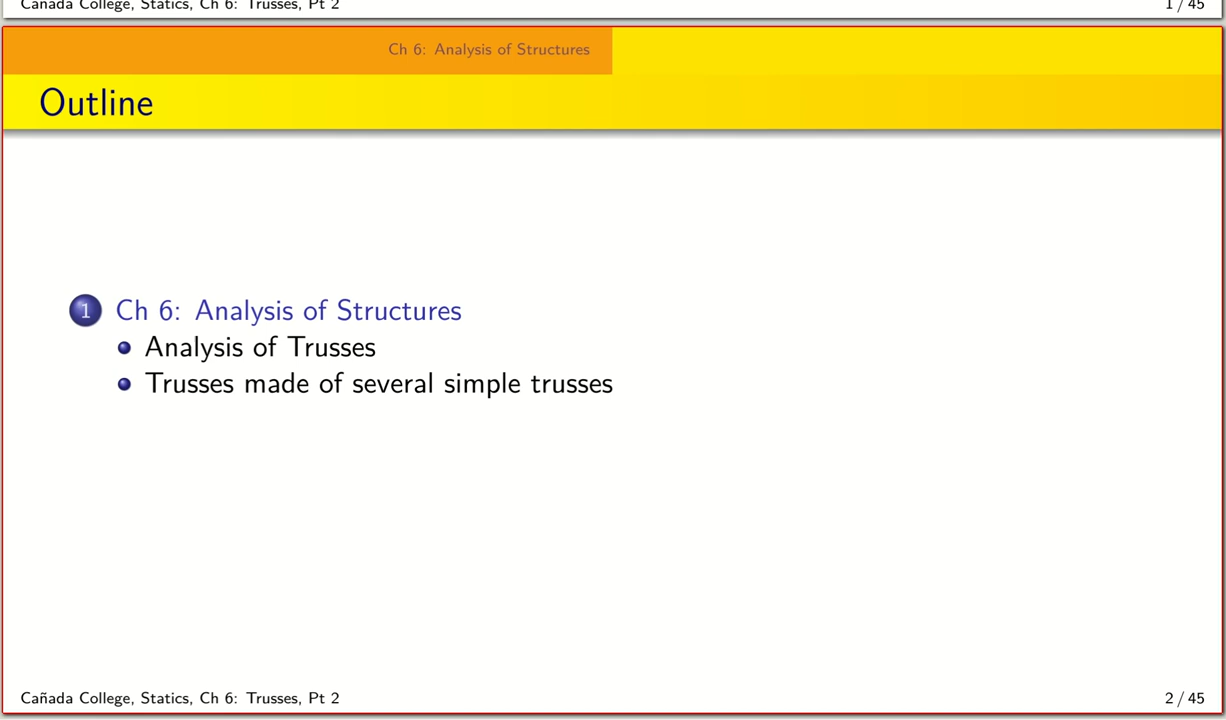 Cañada College, Statics, Ch 6: Trusses, Pt 2 1 / 45
Ch 6: Analysis of Structures
Outline
1 Ch 6: Analysis of Structures
Analysis of Trusses
Trusses made of several simple trusses
Cañada College, Statics, Ch 6: Trusses, Pt 2 2 / 45